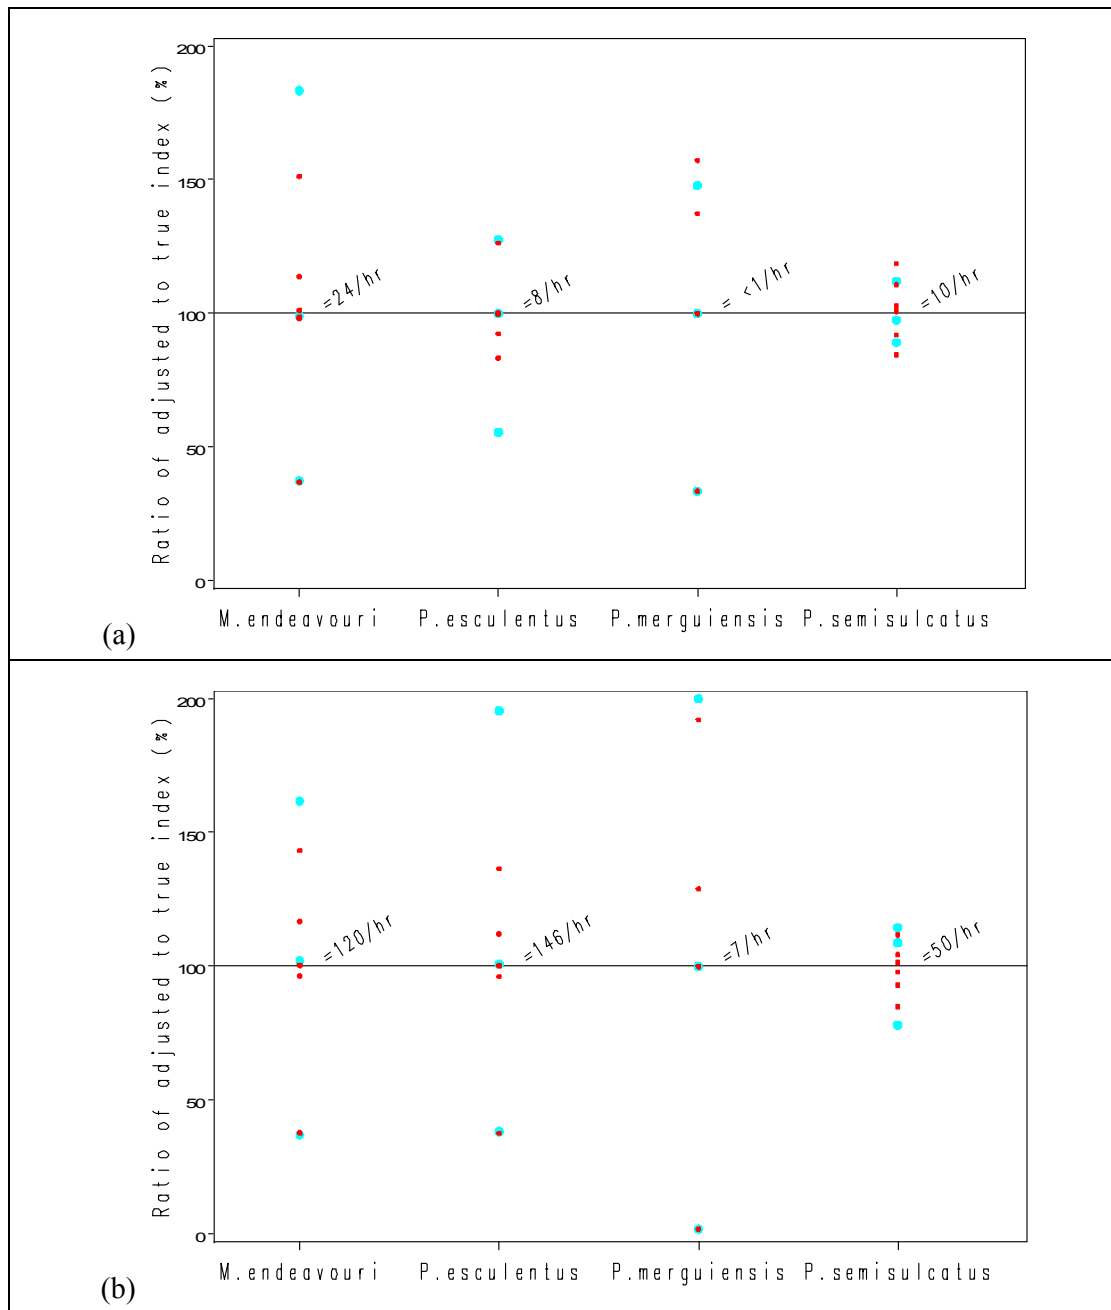 Ratio of adjusted to true index (%)
200
150
100
50
0
=24/hr
=8/hr
= <1/hr
=10/hr
M.endeavouri P.esculentus P.merguiensis P.semisulcatus
(a)
Ratio of adjusted to true index (%)
200
150
100
50
0
=120/hr
=146/hr
=7/hr
=50/hr
M.endeavouri P.esculentus P.merguiensis P.semisulcatus
(b)